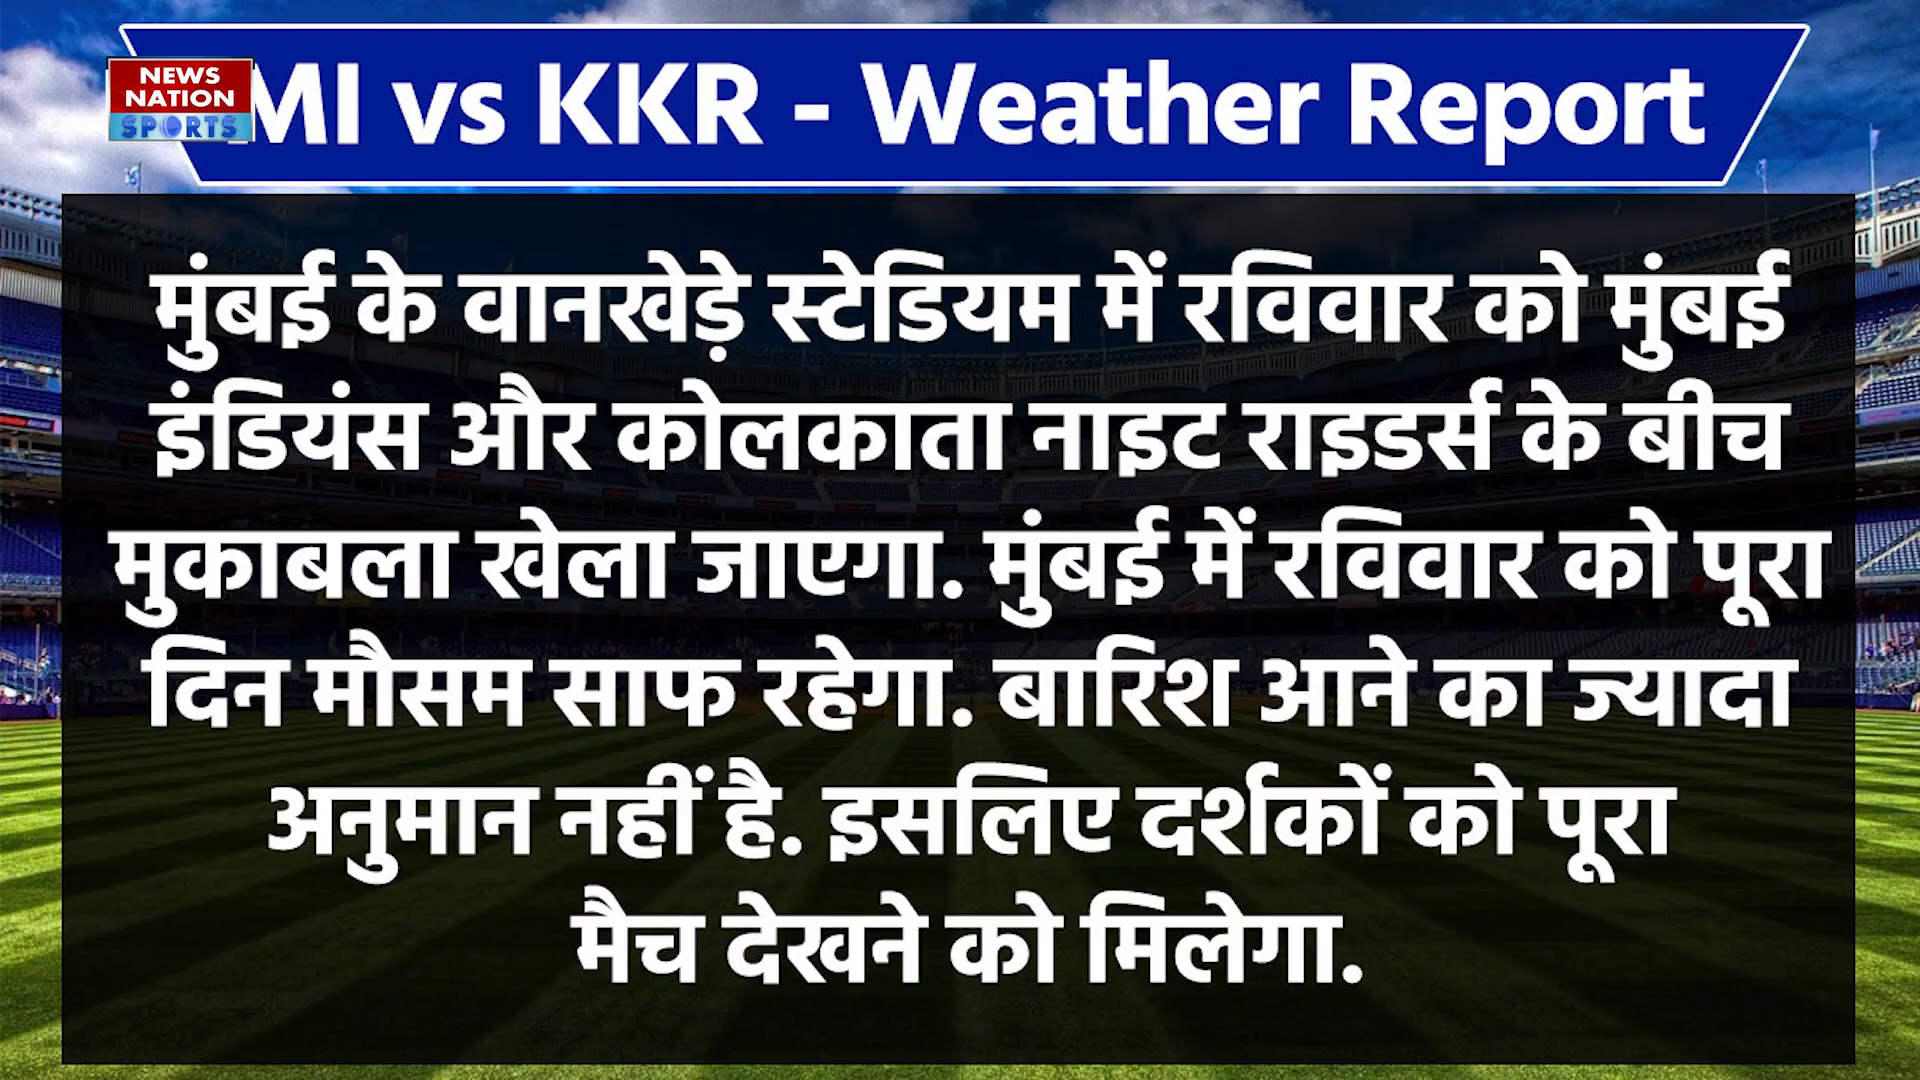 NEWS
NATION
SPORTS
MI vs KKR - Weather Report
मुंबई के वानखेड़े स्टेडियम में रविवार को मुंबई
इंडियंस और कोलकाता नाइट राइडर्स के बीच
मुकाबला खेला जाएगा. मुंबई में रविवार को पूरा
दिन मौसम साफ रहेगा. बारिश आने का ज्यादा
अनुमान नहीं है. इसलिए दर्शकों को पूरा
मैच देखने को मिलेगा.